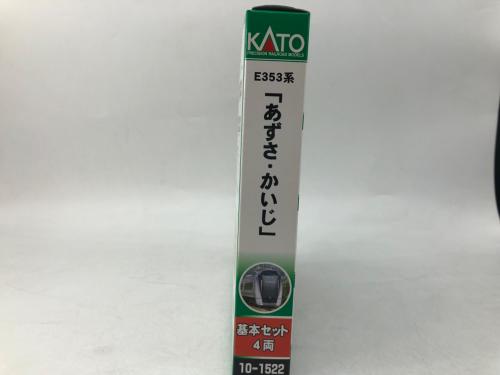 KATO
PRECISION RAILROAD MODELS
E353系
「あずさ・かいじ」
基本セット
4両
10-1522